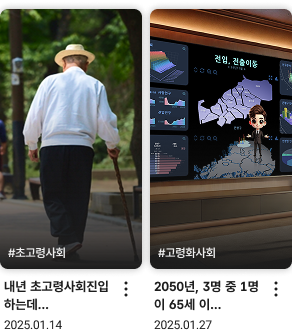 전입, 전출이동
#초고령사회
#고령화사회
내년 초고령사회진입
하는데...
2025.01.14
2050년, 3명 중 1명
이 65세 이...
2025.01.27